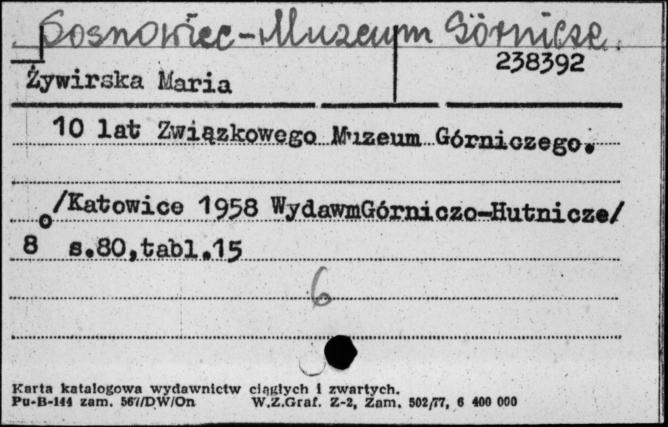 Sosnowiec - Muzeum Górnicze.
238392
Żywirska Maria
10 lat Związkowego Muzeum Górniczego.
/Katowice 1958 WydawmGórniczo-Hutnicze/
8° s.80,tabl.15
6
Karta katalogowa wydawnictw ciągłych i zwartych.
Pu-B-144 zam. 567/DW/On W.Z.Graf. Z-2, Zam. 502/77, 6 400 000